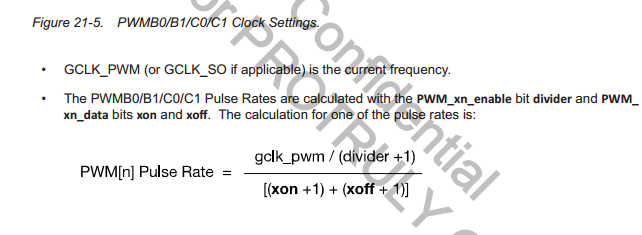 Figure 21-5. PWMB0/B1/C0/C1 Clock Settings.
• GCLK_PWM (or GCLK_SO if applicable) is the current frequency.
• The PWMB0/B1/C0/C1 Pulse Rates are calculated with the PWM_xn_enable bit divider and PWM_
xn_data bits xon and xoff. The calculation for one of the pulse rates is:
gclk_pwm / (divider +1)
PWM[n] Pulse Rate =
[(xon +1) + (xoff + 1)]
Confidential
PROTRULY